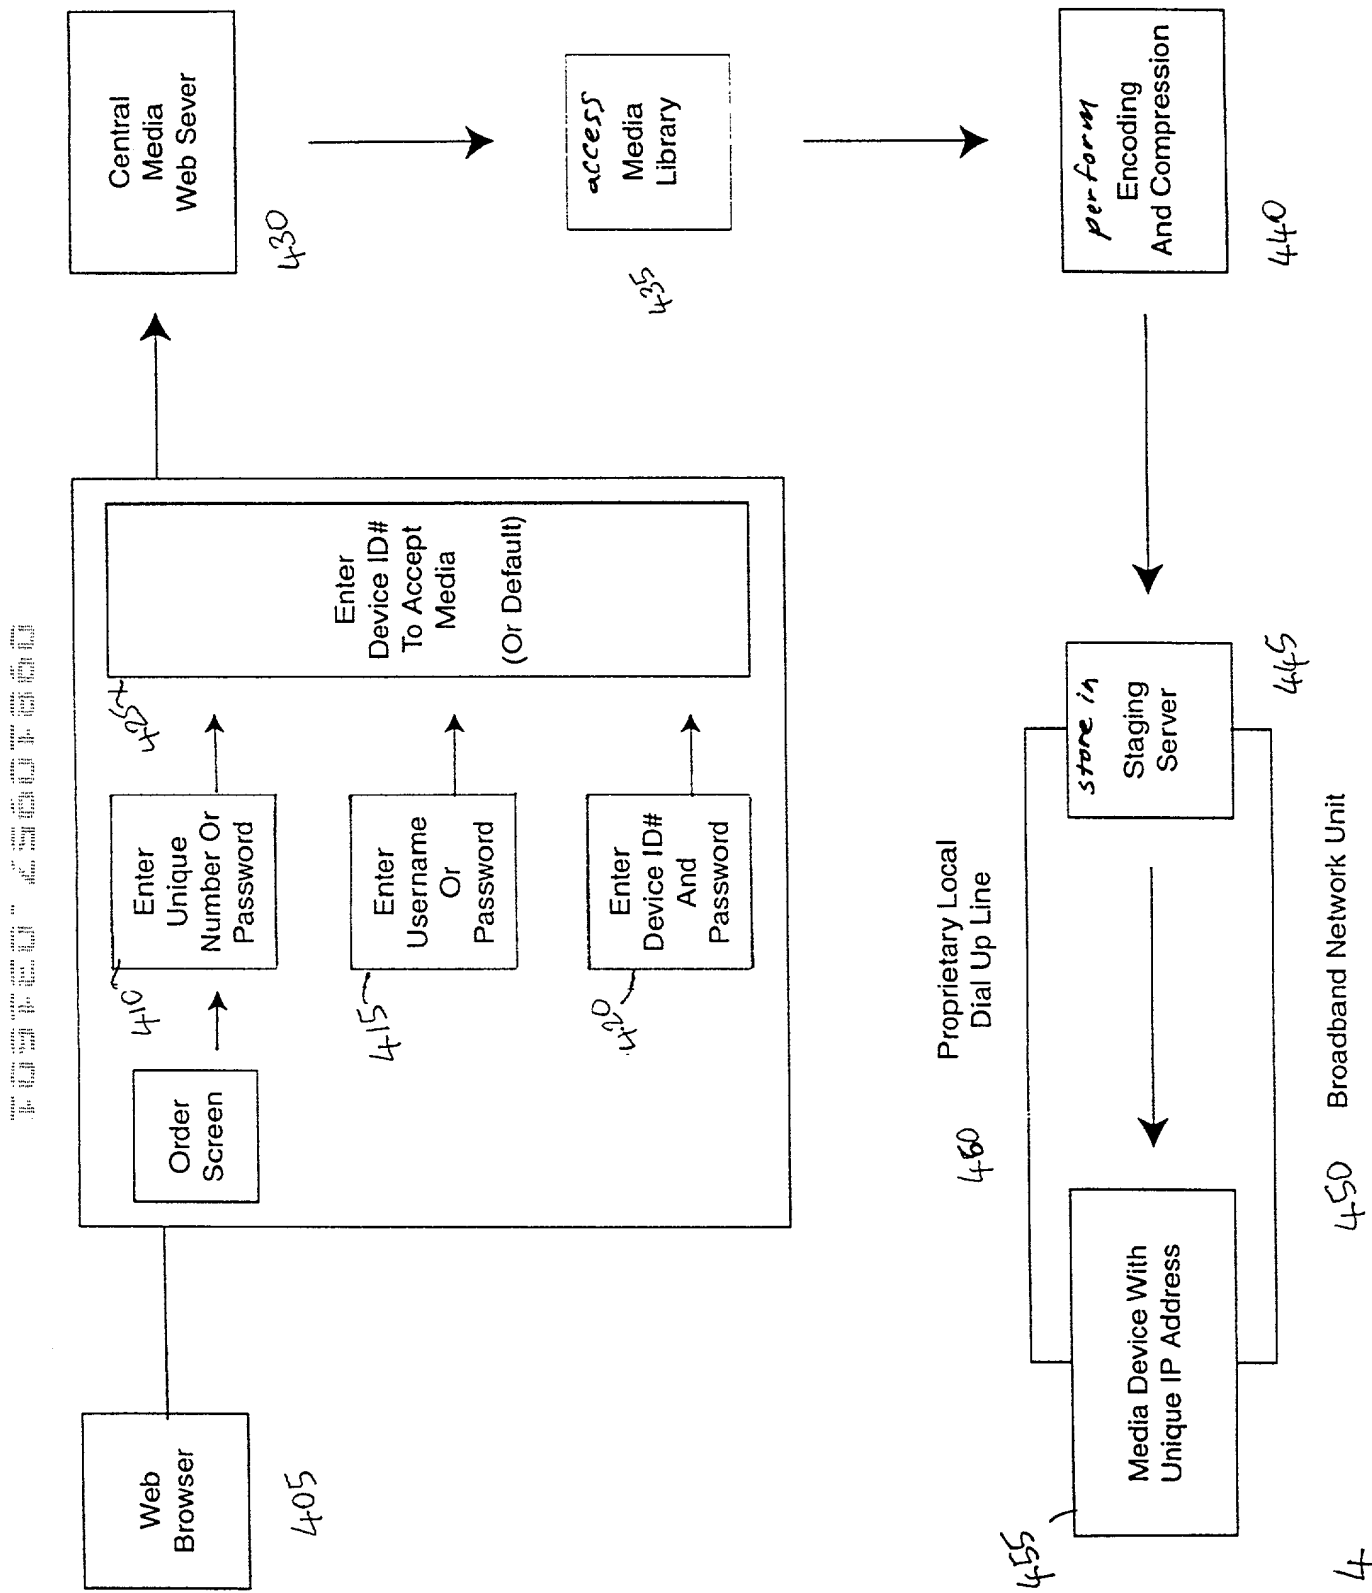 Web
Browser
405
Order
Screen
410
Enter
Unique
Number Or
Password
415
Enter
Username
Or
Password
420
Enter
Device ID#
And
Password
425
Enter
Device ID#
To Accept
Media
(Or Default)
Central
Media
Web Sever
430
access
Media
Library
435
perform
Encoding
And Compression
440
store in
Staging
Server
445
Proprietary Local
Dial Up Line
460
Broadband Network Unit
450
Media Device With
Unique IP Address
455
4